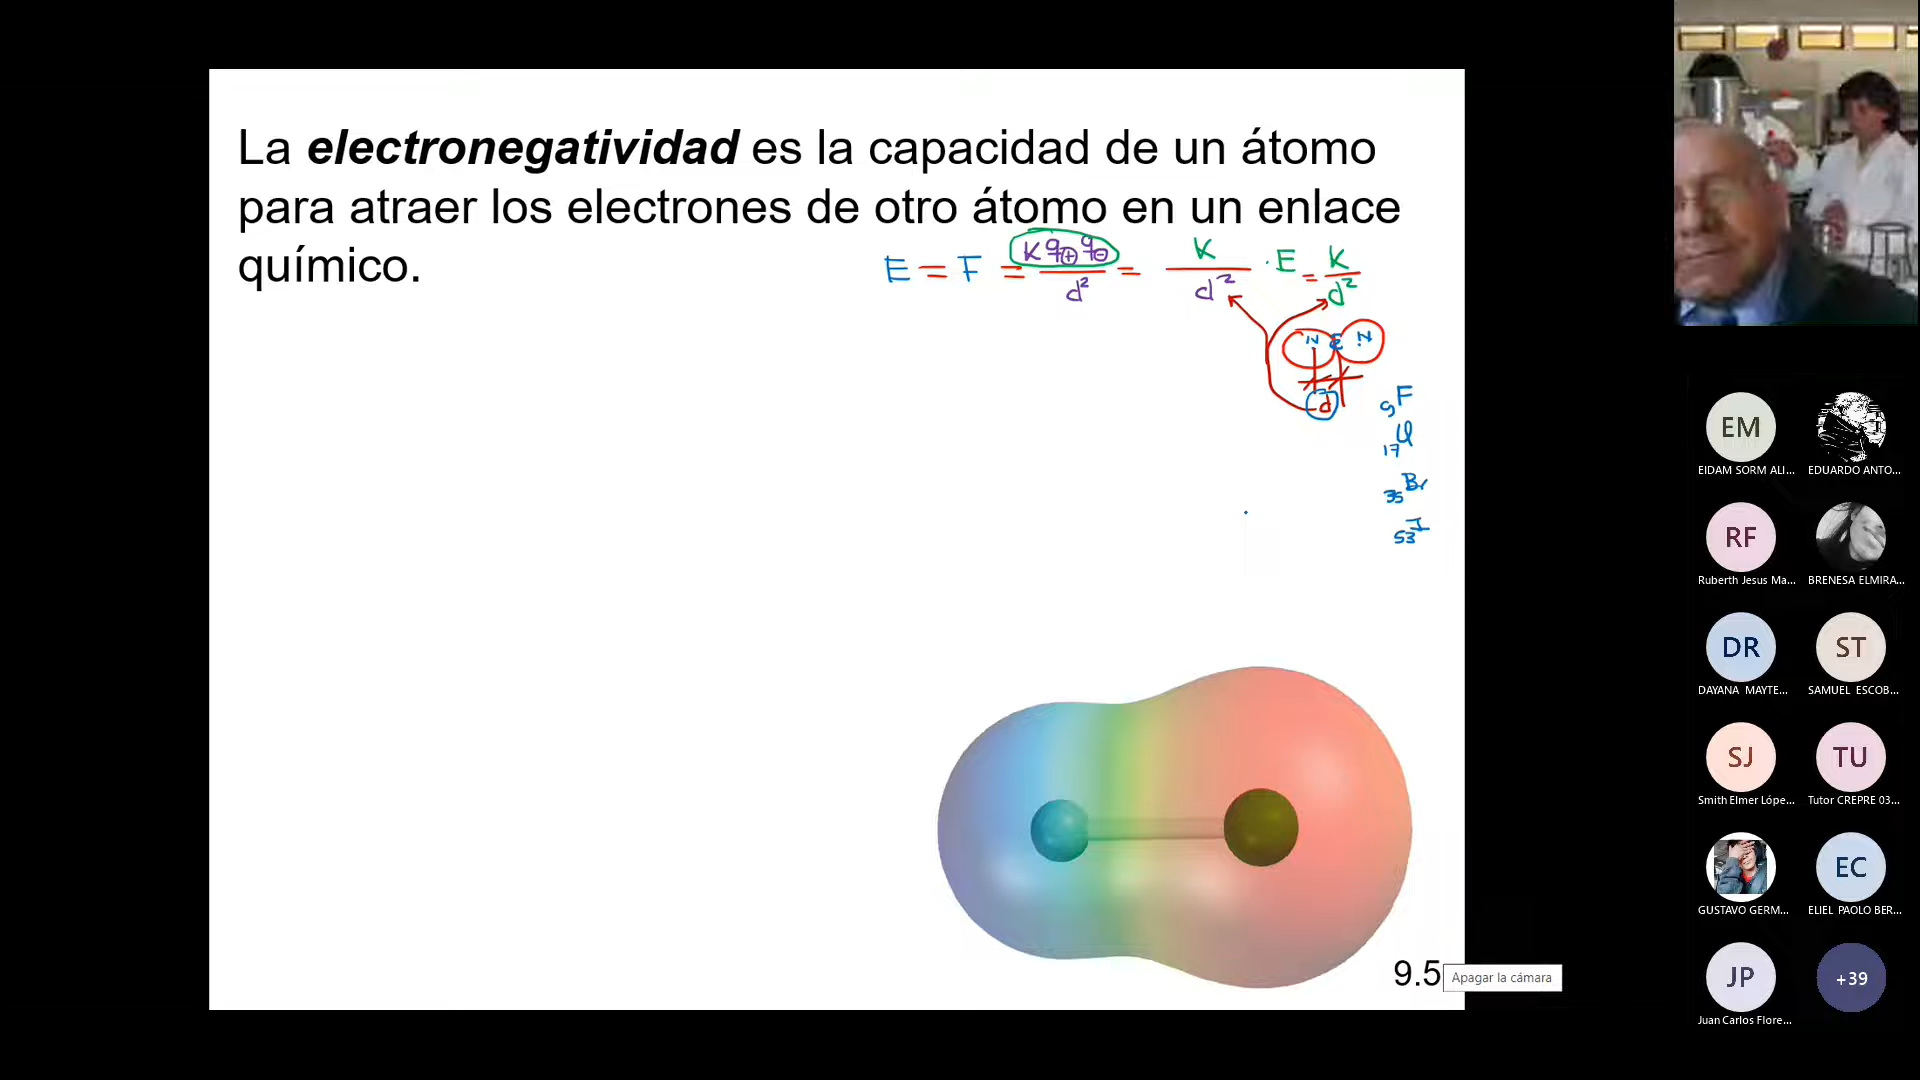 La electronegatividad es la capacidad de un átomo
para atraer los electrones de otro átomo en un enlace
químico.
E = F = K q⊕ q⊖ / d² = K / d² · E = K / d²
N N
d
9F
17Cl
35Br
53I
9.5
Apagar la cámara
EM
EIDAM SORM ALI...
EDUARDO ANTO...
RF
Ruberth Jesus Ma...
BRENESA ELMIRA...
DR
DAYANA MAYTE...
ST
SAMUEL ESCOB...
SJ
Smith Elmer Lópe...
TU
Tutor CREPRE 03...
GUSTAVO GERM...
EC
ELIEL PAOLO BER...
JP
Juan Carlos Flore...
+39